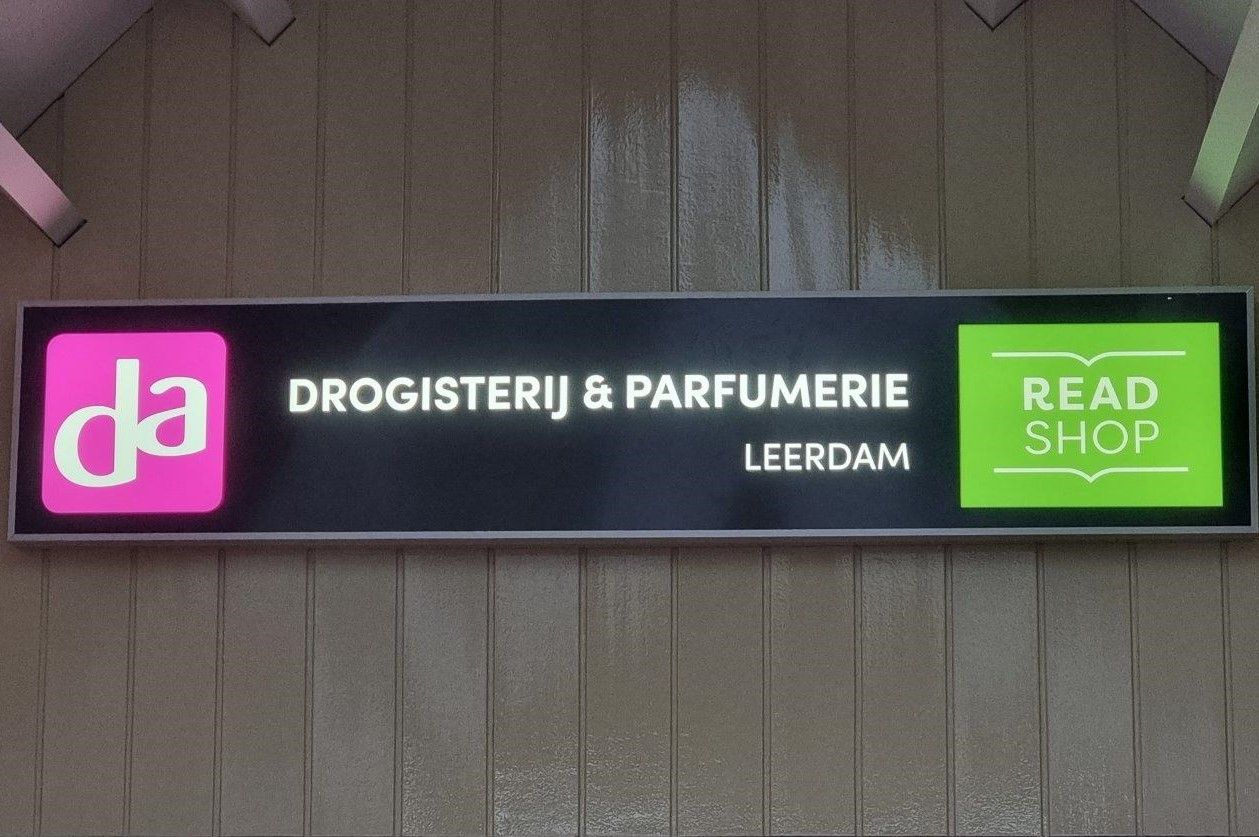 da
DROGISTERIJ & PARFUMERIE
LEERDAM
READ
SHOP